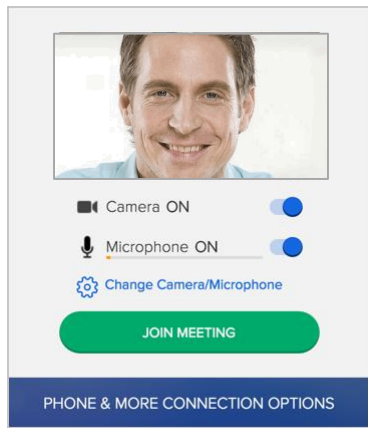 Camera ON
Microphone ON
Change Camera/Microphone
JOIN MEETING
PHONE & MORE CONNECTION OPTIONS